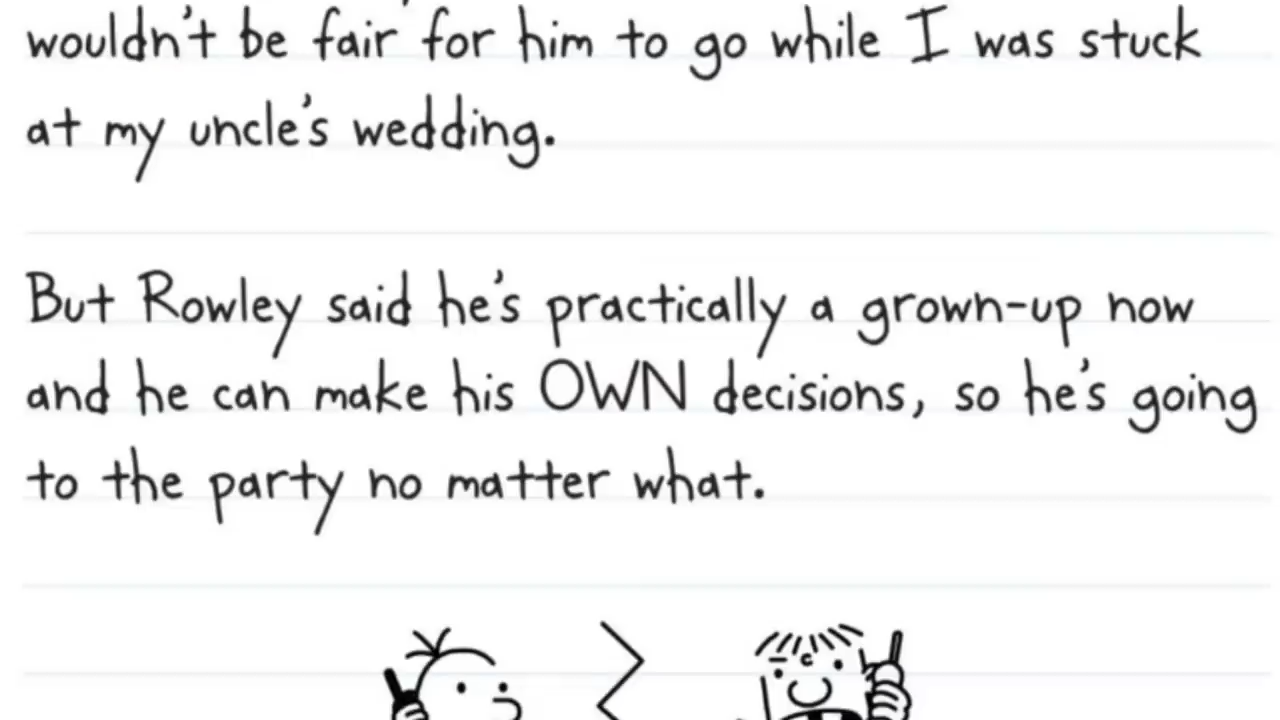 wouldn't be fair for him to go while I was stuck
at my uncle's wedding.
But Rowley said he's practically a grown-up now
and he can make his OWN decisions, so he's going
to the party no matter what.